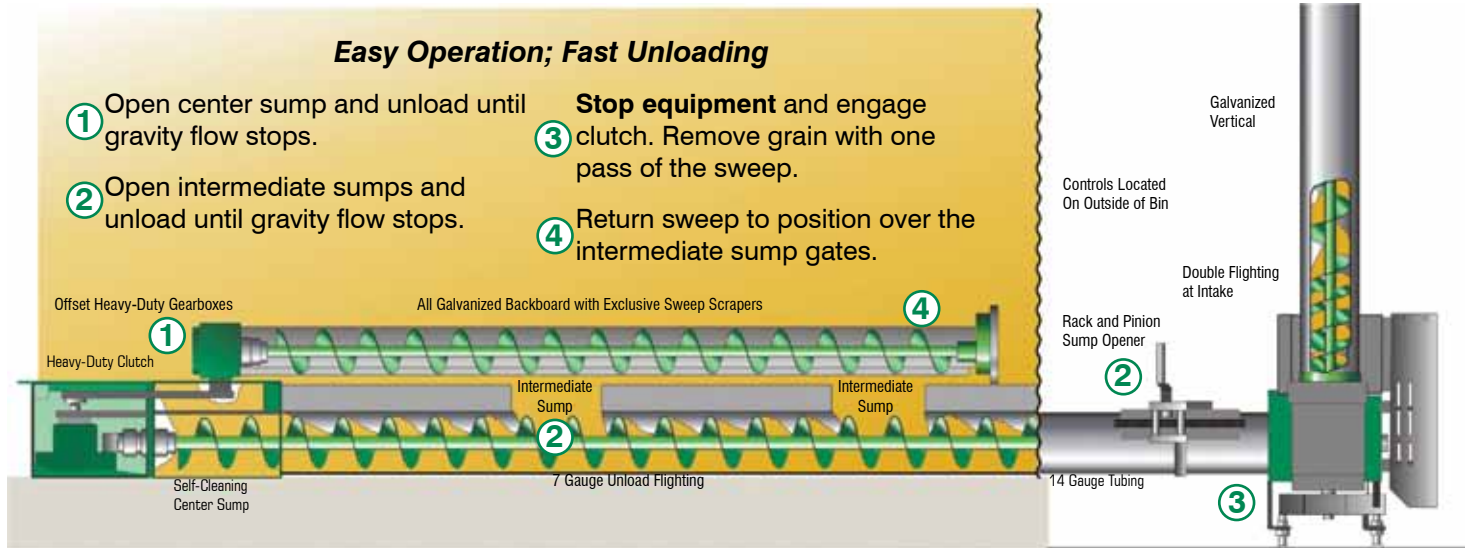 Easy Operation; Fast Unloading
1
Open center sump and unload until
gravity flow stops.
2
Open intermediate sumps and
unload until gravity flow stops.
3
Stop equipment and engage
clutch. Remove grain with one
pass of the sweep.
4
Return sweep to position over the
intermediate sump gates.
Galvanized
Vertical
Controls Located
On Outside of Bin
Double Flighting
at Intake
Rack and Pinion
Sump Opener
2
Offset Heavy-Duty Gearboxes
1
All Galvanized Backboard with Exclusive Sweep Scrapers
4
Heavy-Duty Clutch
Intermediate
Sump
2
Intermediate
Sump
Self-Cleaning
Center Sump
7 Gauge Unload Flighting
14 Gauge Tubing
3